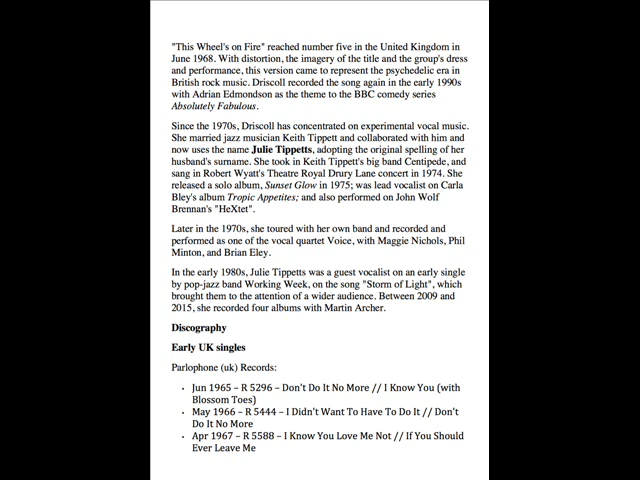 "This Wheel's on Fire" reached number five in the United Kingdom in
June 1968. With distortion, the imagery of the title and the group's dress
and performance, this version came to represent the psychedelic era in
British rock music. Driscoll recorded the song again in the early 1990s
with Adrian Edmondson as the theme to the BBC comedy series
Absolutely Fabulous.
Since the 1970s, Driscoll has concentrated on experimental vocal music.
She married jazz musician Keith Tippett and collaborated with him and
now uses the name Julie Tippetts, adopting the original spelling of her
husband's surname. She took in Keith Tippett's big band Centipede, and
sang in Robert Wyatt's Theatre Royal Drury Lane concert in 1974. She
released a solo album, Sunset Glow in 1975; was lead vocalist on Carla
Bley's album Tropic Appetites; and also performed on John Wolf
Brennan's "HeXtet".
Later in the 1970s, she toured with her own band and recorded and
performed as one of the vocal quartet Voice, with Maggie Nichols, Phil
Minton, and Brian Eley.
In the early 1980s, Julie Tippetts was a guest vocalist on an early single
by pop-jazz band Working Week, on the song "Storm of Light", which
brought them to the attention of a wider audience. Between 2009 and
2015, she recorded four albums with Martin Archer.
Discography
Early UK singles
Parlophone (uk) Records:
• Jun 1965 – R 5296 – Don't Do It No More // I Know You (with
Blossom Toes)
• May 1966 – R 5444 – I Didn't Want To Have To Do It // Don't
Do It No More
• Apr 1967 – R 5588 – I Know You Love Me Not // If You Should
Ever Leave Me